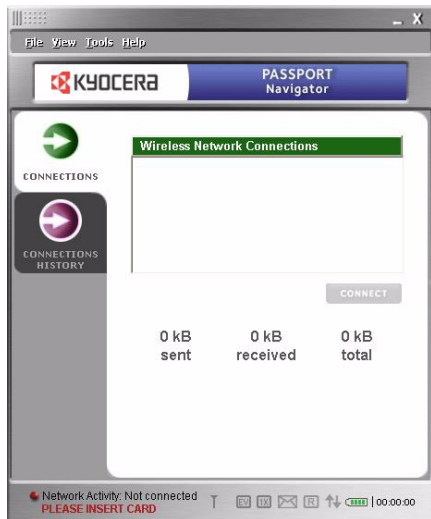 X
File View Tools Help
KYOCERA PASSPORT
Navigator
CONNECTIONS
Wireless Network Connections
CONNECTIONS
HISTORY
CONNECT
0 kB 0 kB 0 kB
sent received total
Network Activity: Not connected EV 1X R 00:00:00
PLEASE INSERT CARD